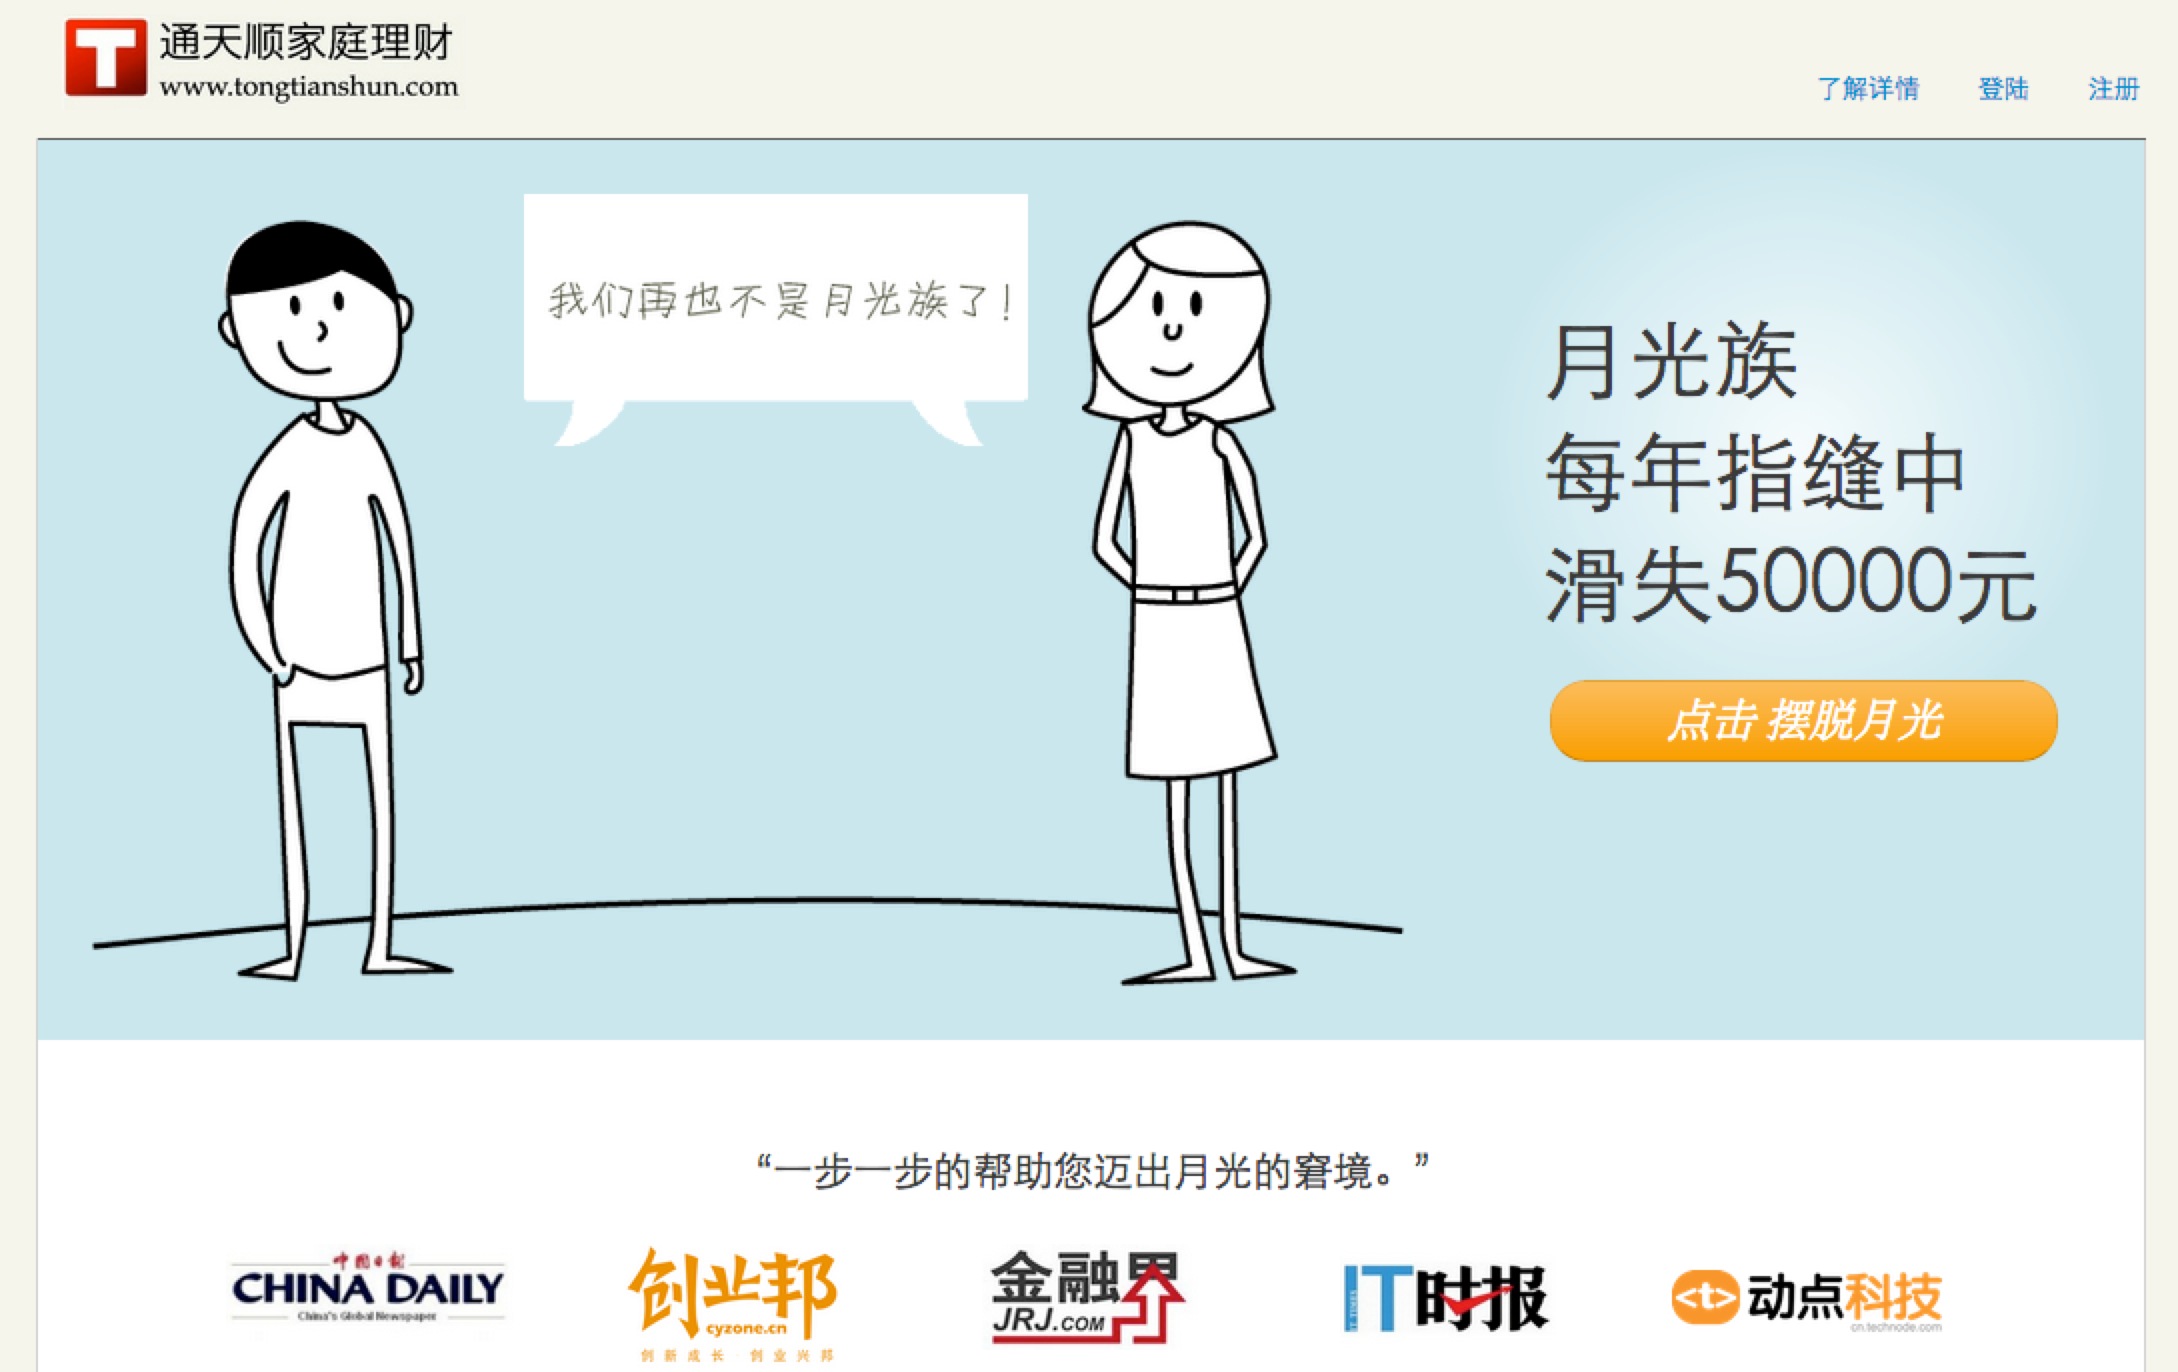 通天顺家庭理财
www.tongtianshun.com
了解详情 登陆 注册
我们再也不是月光族了!
月光族
每年指缝中
滑失50000元
点击 摆脱月光
“一步一步的帮助您迈出月光的窘境。”
中国日报
CHINA DAILY
China's Global Newspaper
创业邦
cyzone.cn
创新成长 创业兴邦
金融界
JRJ.COM
IT时报
IT TIMES
<t> 动点科技
cn.technode.com